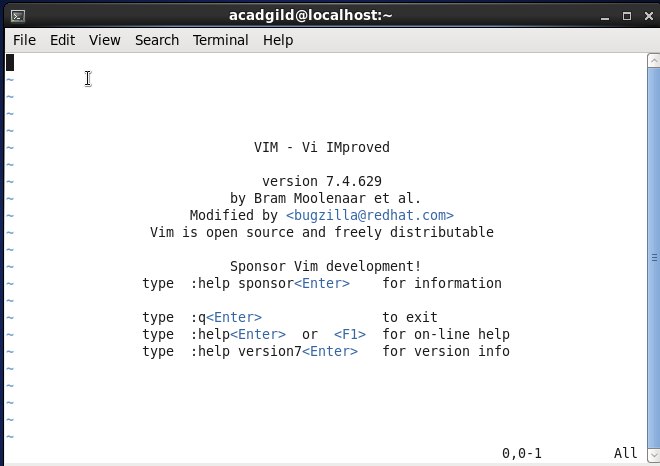 acadgild@localhost:~
File Edit View Search Terminal Help
~
~
~
~
~ VIM - Vi IMproved
~
~ version 7.4.629
~ by Bram Moolenaar et al.
~ Modified by <bugzilla@redhat.com>
~ Vim is open source and freely distributable
~
~ Sponsor Vim development!
~ type :help sponsor<Enter> for information
~
~ type :q<Enter> to exit
~ type :help<Enter> or <F1> for on-line help
~ type :help version7<Enter> for version info
~
~
~
~
~
0,0-1 All